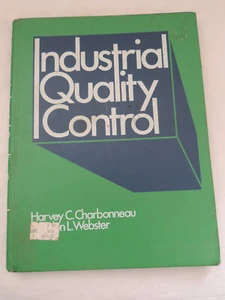 Industrial
Quality
Control
Harvey C. Charbonneau
L. Webster